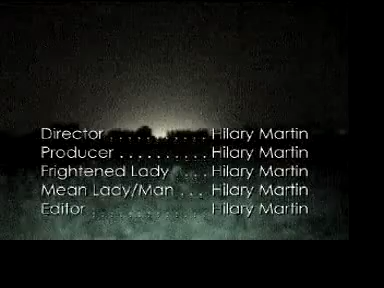 Director . . . . . . . . . . Hilary Martin
Producer . . . . . . . . . Hilary Martin
Frightened Lady . . . . Hilary Martin
Mean Lady/Man . . . Hilary Martin
Editor . . . . . . . . . . . . Hilary Martin